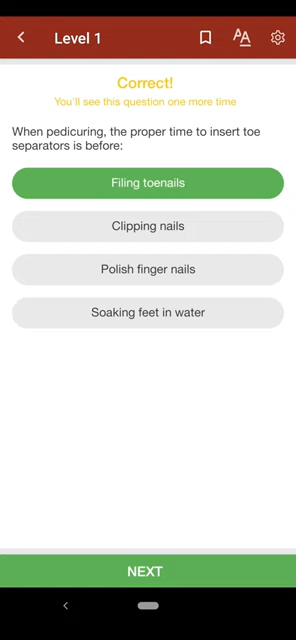 Level 1
AA
Correct!
You'll see this question one more time
When pedicuring, the proper time to insert toe
separators is before:
Filing toenails
Clipping nails
Polish finger nails
Soaking feet in water
NEXT